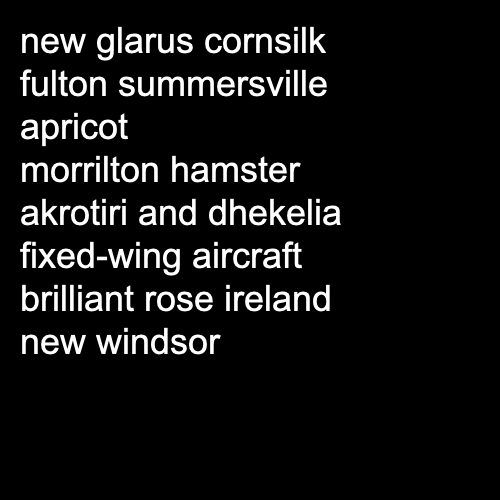 new glarus cornsilk
fulton summersville
apricot
morrilton hamster
akrotiri and dhekelia
fixed-wing aircraft
brilliant rose ireland
new windsor